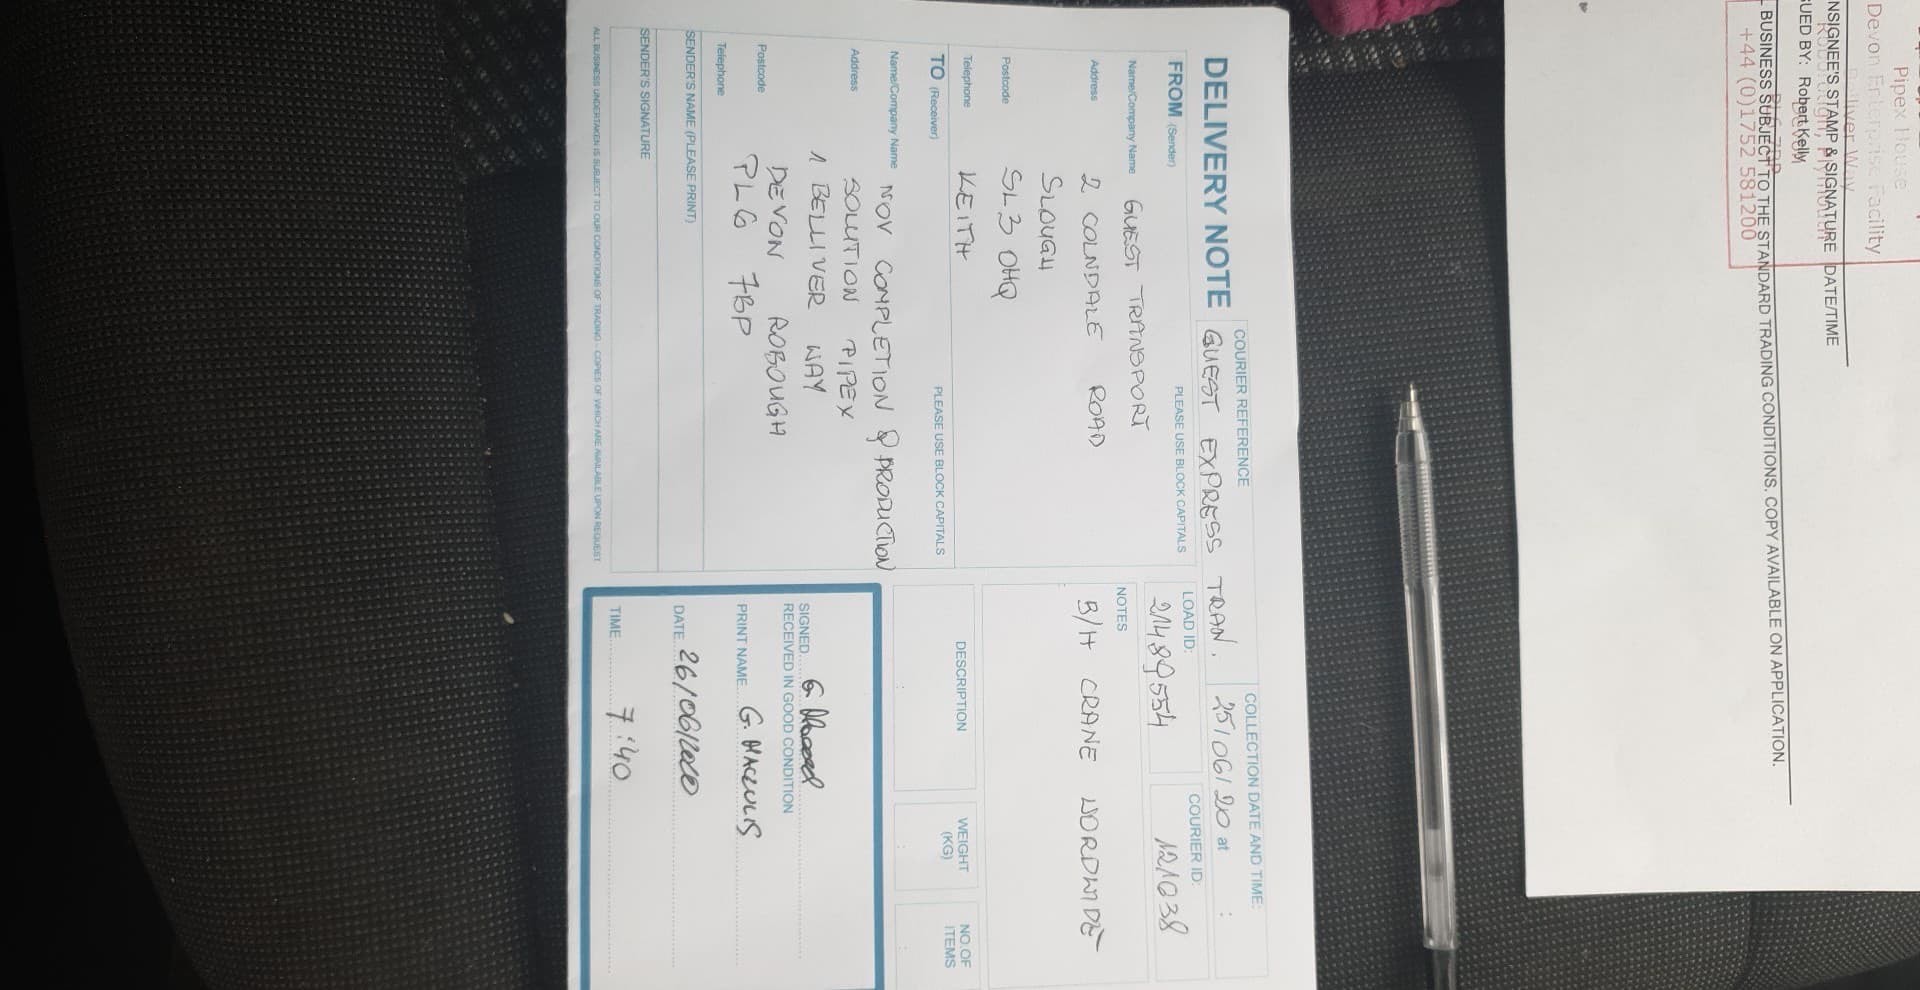 Pipex House
Devon Enterprise Facility
Belliver Way
NSIGNEE'S STAMP & SIGNATURE DATE/TIME
Roborough, Plymouth
UED BY: Robert Kelly
Devon
BUSINESS SUBJECT TO THE STANDARD TRADING CONDITIONS. COPY AVAILABLE ON APPLICATION.
+44 (0)1752 581200
DELIVERY NOTE
COURIER REFERENCE
GUEST EXPRESS TRAN.
COLLECTION DATE AND TIME:
25/06/20 at :
FROM (Sender)
PLEASE USE BLOCK CAPITALS
LOAD ID:
21489554
COURIER ID:
121638
Name/Company Name GUEST TRANSPORT
Address 2 COLNDALE ROAD
SLOUGH
Postcode SL3 0HQ
Telephone KEITH
NOTES
B/H CRANE WORDWIDE
TO (Receiver)
PLEASE USE BLOCK CAPITALS
DESCRIPTION
WEIGHT (KG)
NO.OF ITEMS
Name/Company Name NOV COMPLETION & PRODUCTION
Address SOLUTION PIPEX
1 BELLIVER WAY
DEVON ROBOUGH
Postcode PL6 7BP
Telephone
SENDER'S NAME (PLEASE PRINT)
SENDER'S SIGNATURE
ALL BUSINESS UNDERTAKEN IS SUBJECT TO OUR CONDITIONS OF TRADING - COPIES OF WHICH ARE AVAILABLE UPON REQUEST
SIGNED
RECEIVED IN GOOD CONDITION
PRINT NAME G.
DATE 26/06/2020
TIME 7:40